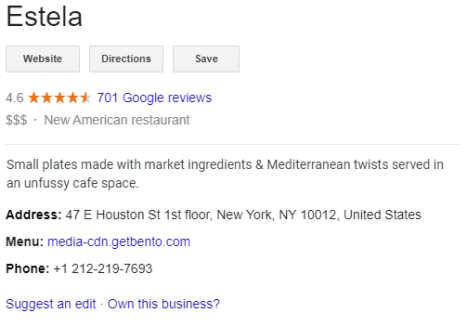 Estela
Website Directions Save
4.6 ★★★★★ 701 Google reviews
$$$ · New American restaurant
Small plates made with market ingredients & Mediterranean twists served in
an unfussy cafe space.
Address: 47 E Houston St 1st floor, New York, NY 10012, United States
Menu: media-cdn.getbento.com
Phone: +1 212-219-7693
Suggest an edit · Own this business?